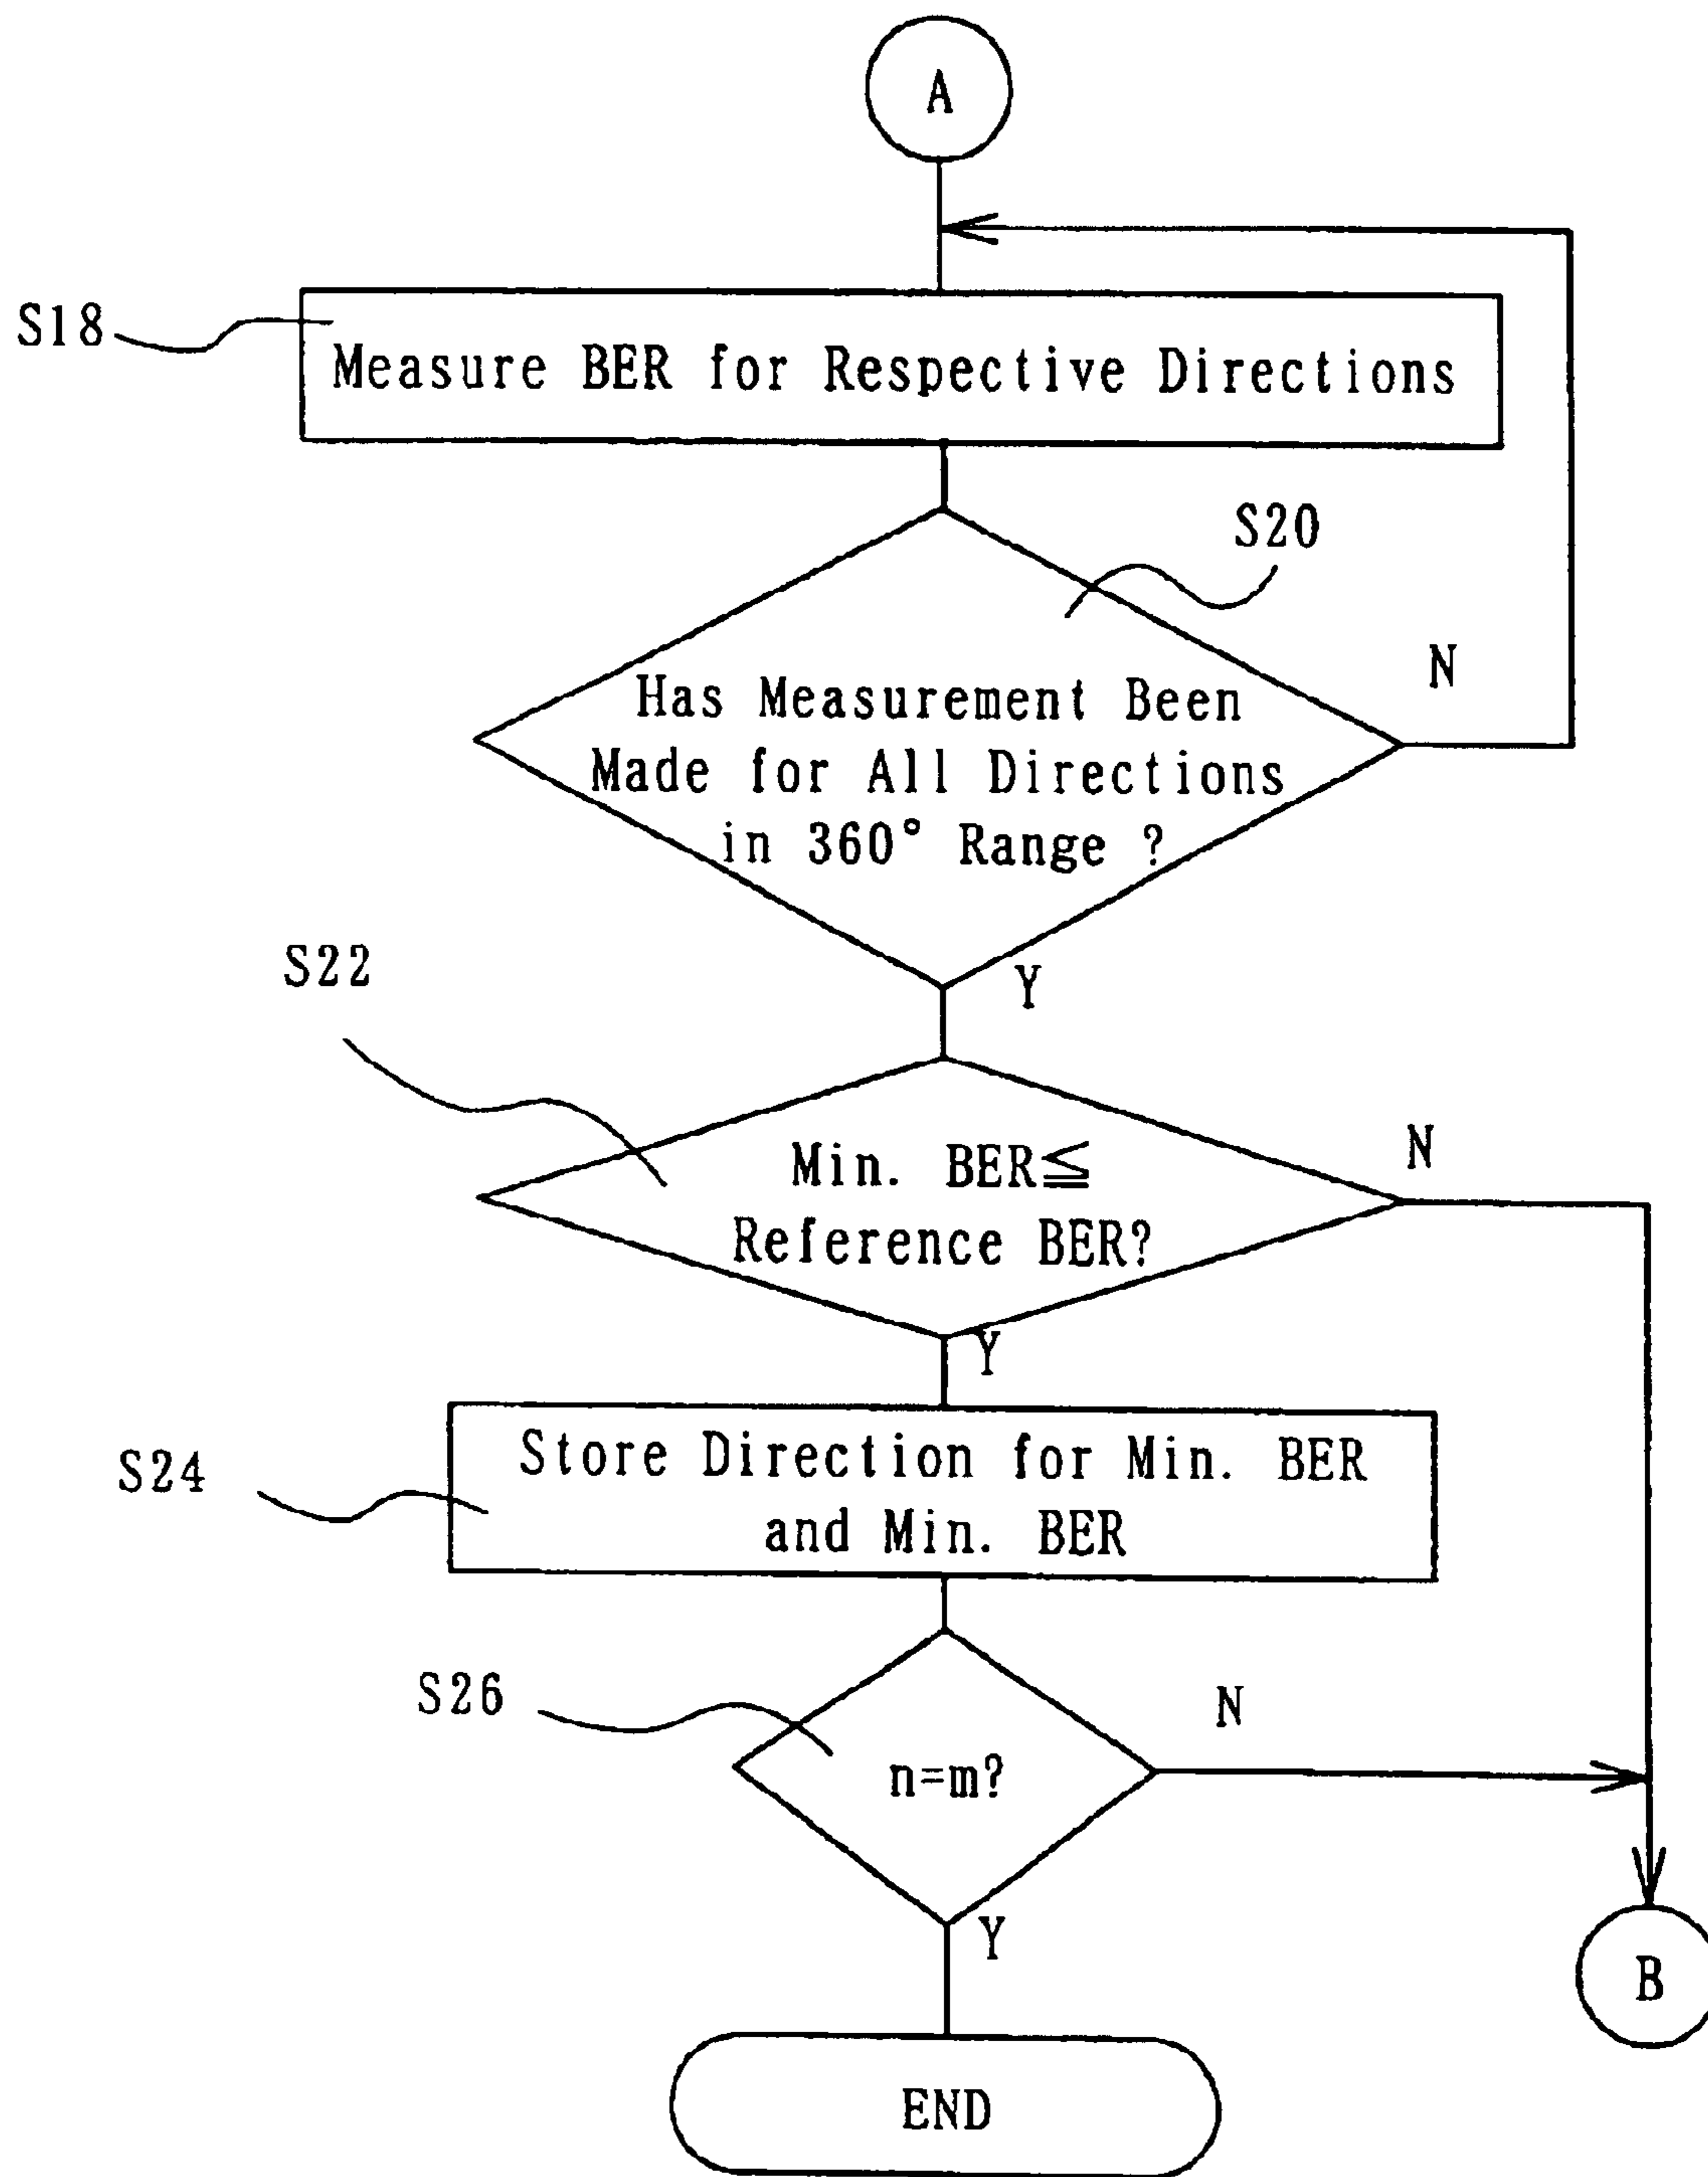 A
S18
Measure BER for Respective Directions
S20
N
Has Measurement Been
Made for All Directions
in 360° Range ?
Y
S22
N
Min. BER≦
Reference BER?
Y
S24
Store Direction for Min. BER
and Min. BER
S26
N
n=m?
Y
B
END